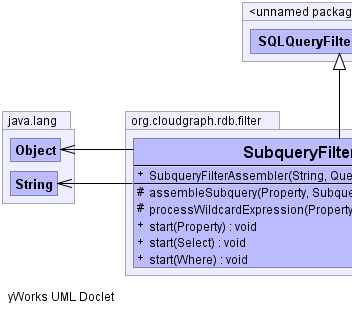 <unnamed packag
SQLQueryFilter
java.lang
org.cloudgraph.rdb.filter
Object
String
SubqueryFilter
+ SubqueryFilterAssembler(String, Que
# assembleSubquery(Property, Subque
# processWildcardExpression(Property
+ start(Property) : void
+ start(Select) : void
+ start(Where) : void
yWorks UML Doclet